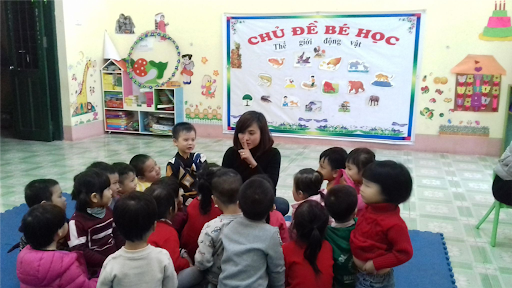 CHỦ ĐỀ BÉ HỌC
Thế giới động vật